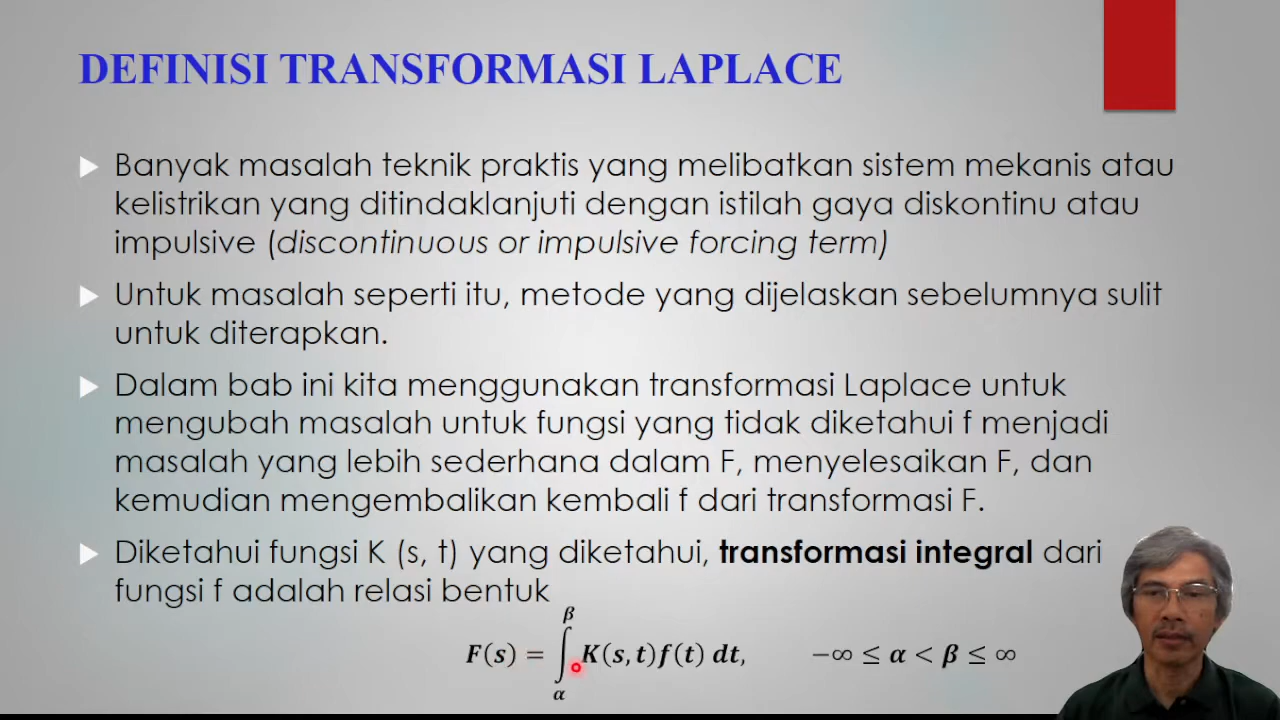 DEFINISI TRANSFORMASI LAPLACE
Banyak masalah teknik praktis yang melibatkan sistem mekanis atau
kelistrikan yang ditindaklanjuti dengan istilah gaya diskontinu atau
impulsive (discontinuous or impulsive forcing term)
Untuk masalah seperti itu, metode yang dijelaskan sebelumnya sulit
untuk diterapkan.
Dalam bab ini kita menggunakan transformasi Laplace untuk
mengubah masalah untuk fungsi yang tidak diketahui f menjadi
masalah yang lebih sederhana dalam F, menyelesaikan F, dan
kemudian mengembalikan kembali f dari transformasi F.
Diketahui fungsi K (s, t) yang diketahui, transformasi integral dari
fungsi f adalah relasi bentuk
F(s) = ∫_α^β K(s, t)f(t) dt, −∞ ≤ α < β ≤ ∞